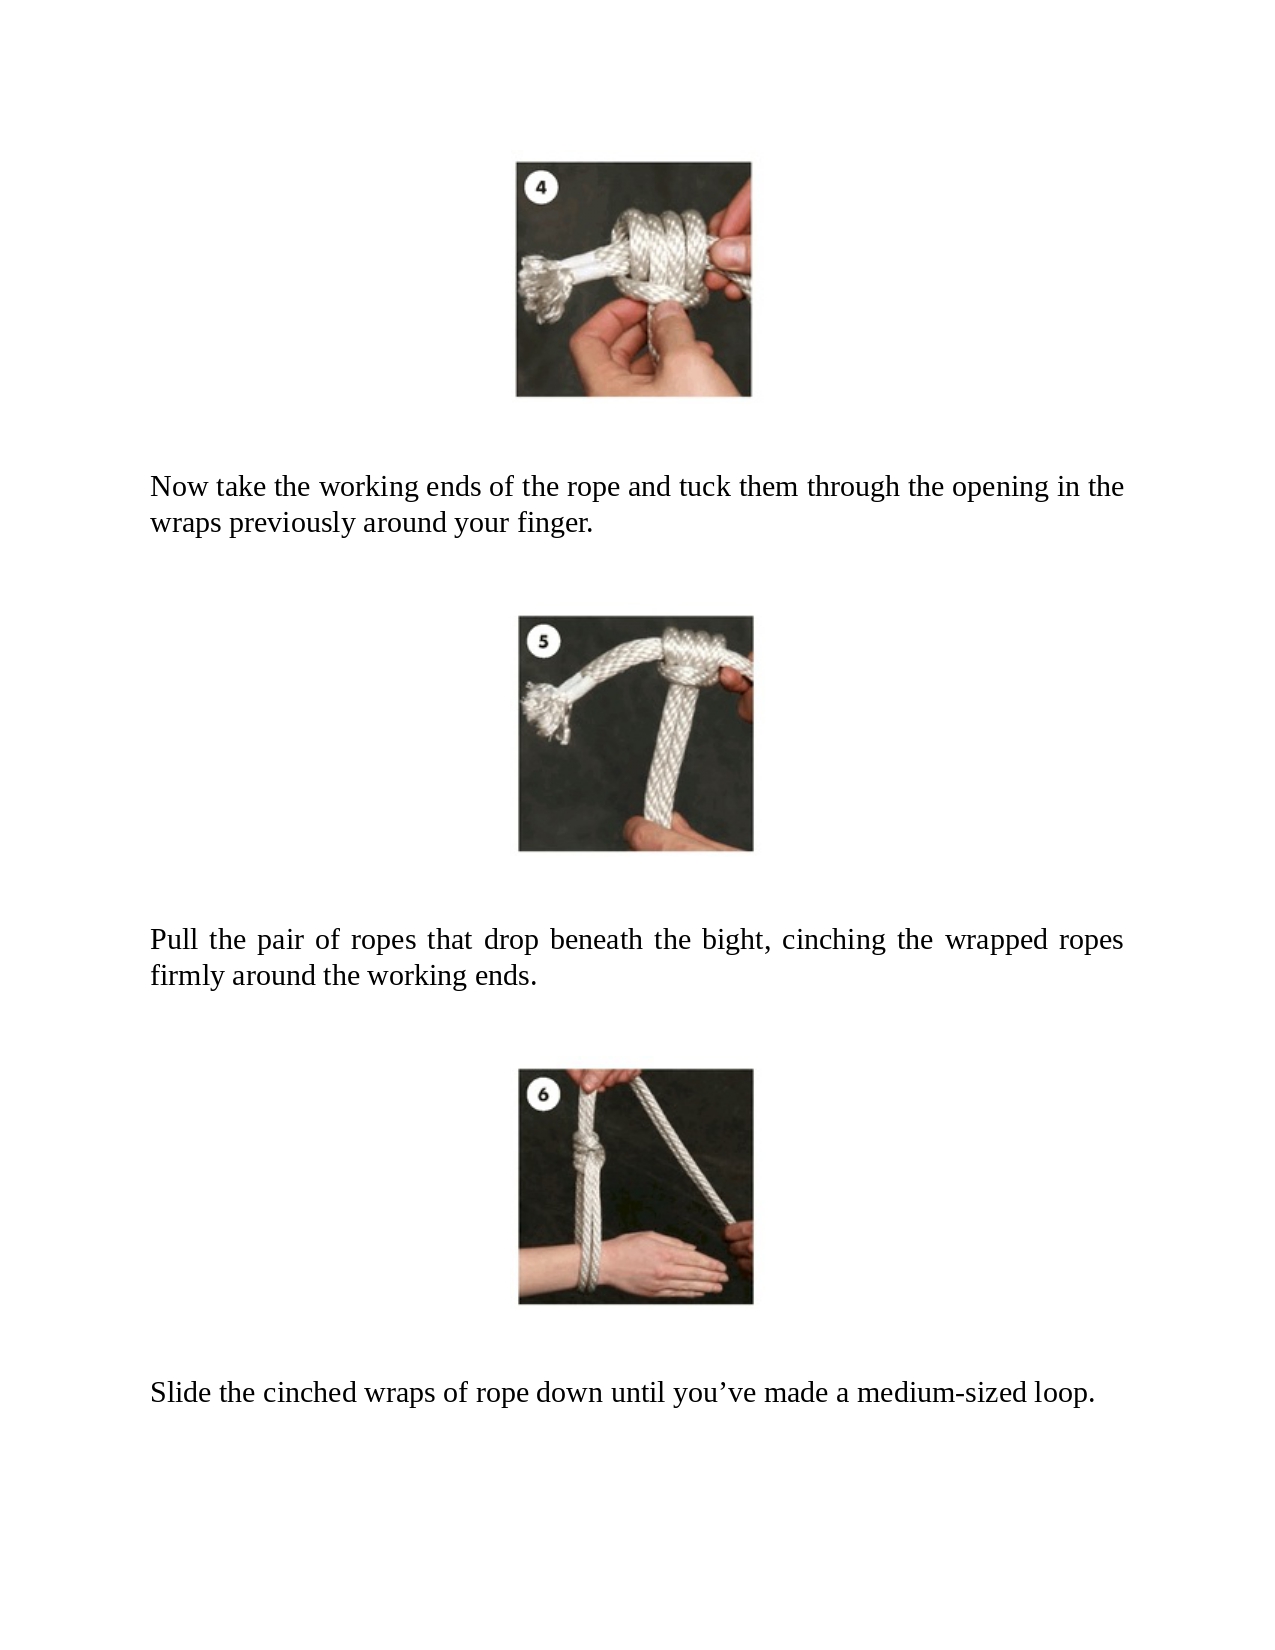 4
Now take the working ends of the rope and tuck them through the opening in the
wraps previously around your finger.
5
Pull the pair of ropes that drop beneath the bight, cinching the wrapped ropes
firmly around the working ends.
6
Slide the cinched wraps of rope down until you’ve made a medium-sized loop.